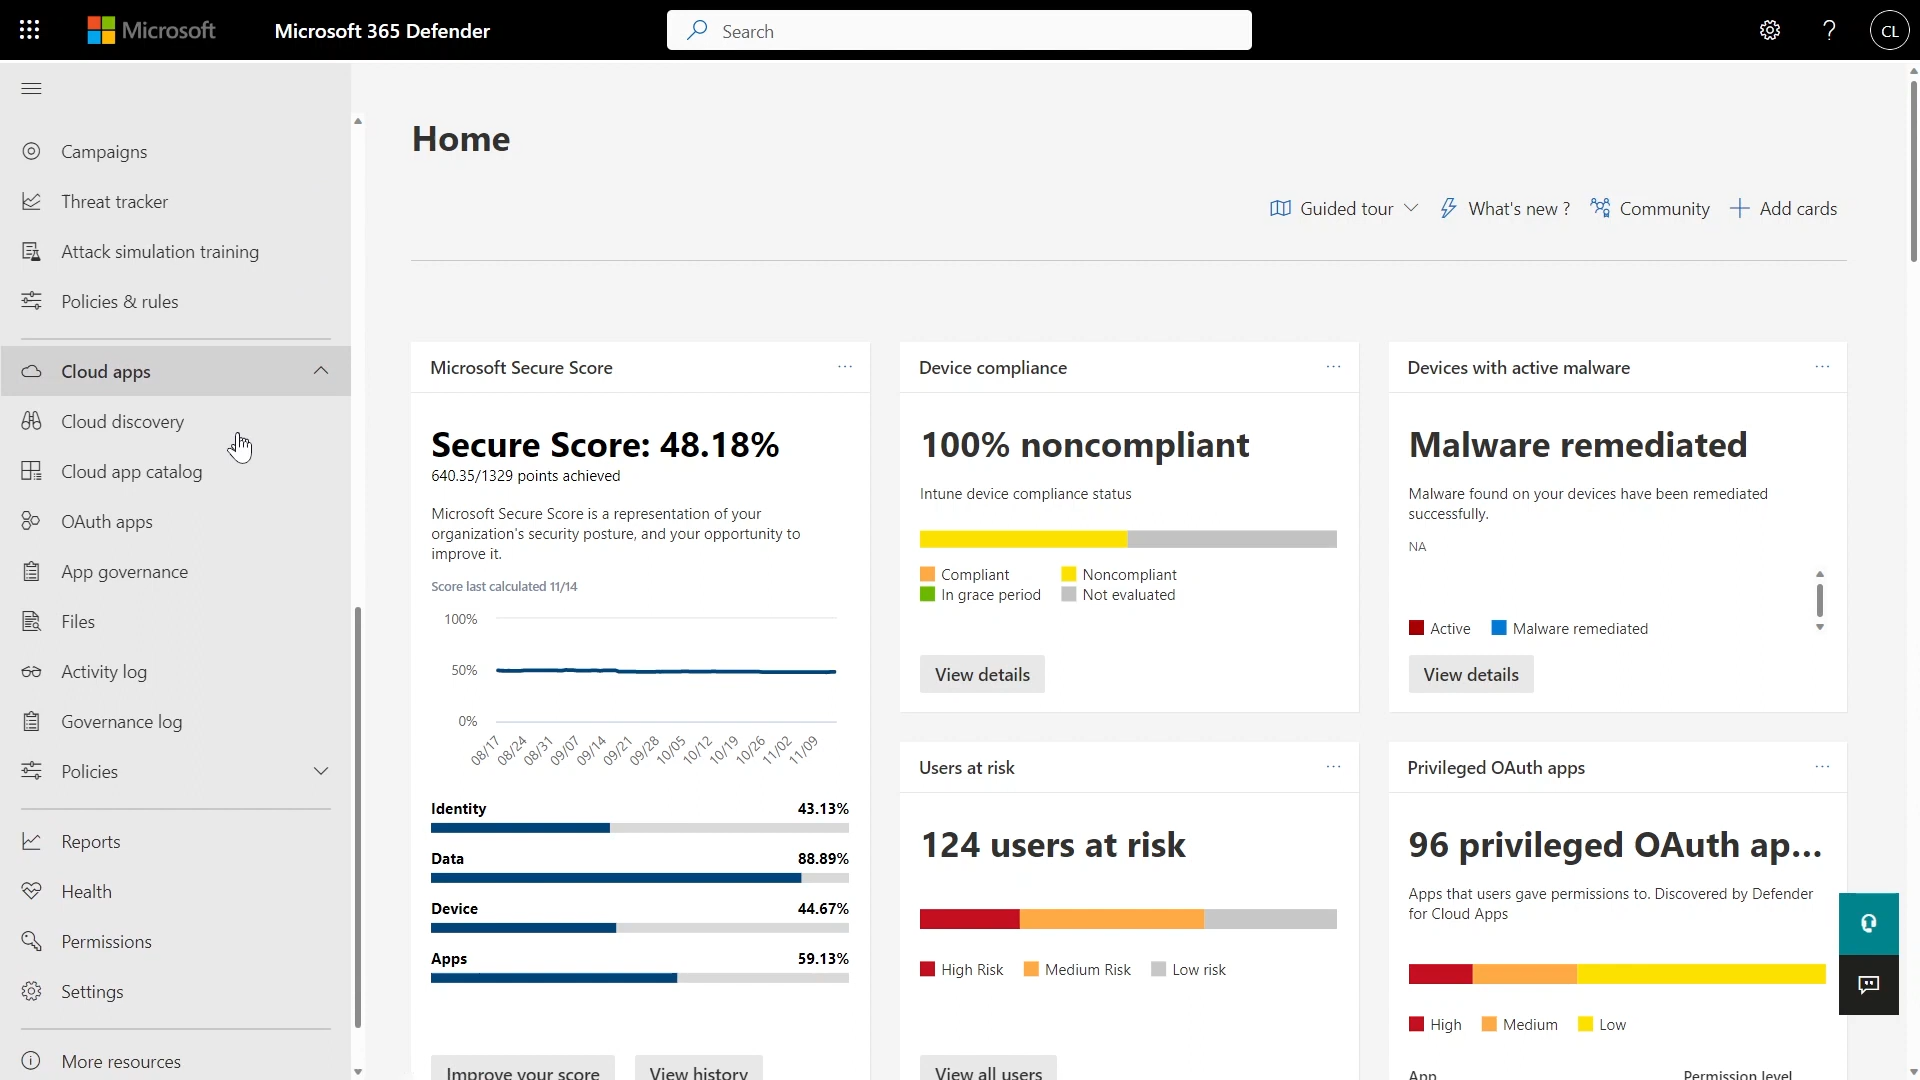 Microsoft
Microsoft 365 Defender
Search
CL
Campaigns
Threat tracker
Attack simulation training
Policies & rules
Cloud apps
Cloud discovery
Cloud app catalog
OAuth apps
App governance
Files
Activity log
Governance log
Policies
Reports
Health
Permissions
Settings
More resources
Home
Guided tour
What's new ?
Community
Add cards
Microsoft Secure Score
Secure Score: 48.18%
640.35/1329 points achieved
Microsoft Secure Score is a representation of your
organization's security posture, and your opportunity to
improve it.
Score last calculated 11/14
100%
50%
0%
08/17 08/24 08/31 09/07 09/14 09/21 09/28 10/05 10/12 10/19 10/26 11/02 11/09
Identity 43.13%
Data 88.89%
Device 44.67%
Apps 59.13%
Improve your score
View history
Device compliance
100% noncompliant
Intune device compliance status
Compliant Noncompliant
In grace period Not evaluated
View details
Devices with active malware
Malware remediated
Malware found on your devices have been remediated
successfully.
NA
Active Malware remediated
View details
Users at risk
124 users at risk
High Risk Medium Risk Low risk
View all users
Privileged OAuth apps
96 privileged OAuth ap...
Apps that users gave permissions to. Discovered by Defender
for Cloud Apps
High Medium Low
App Permission level